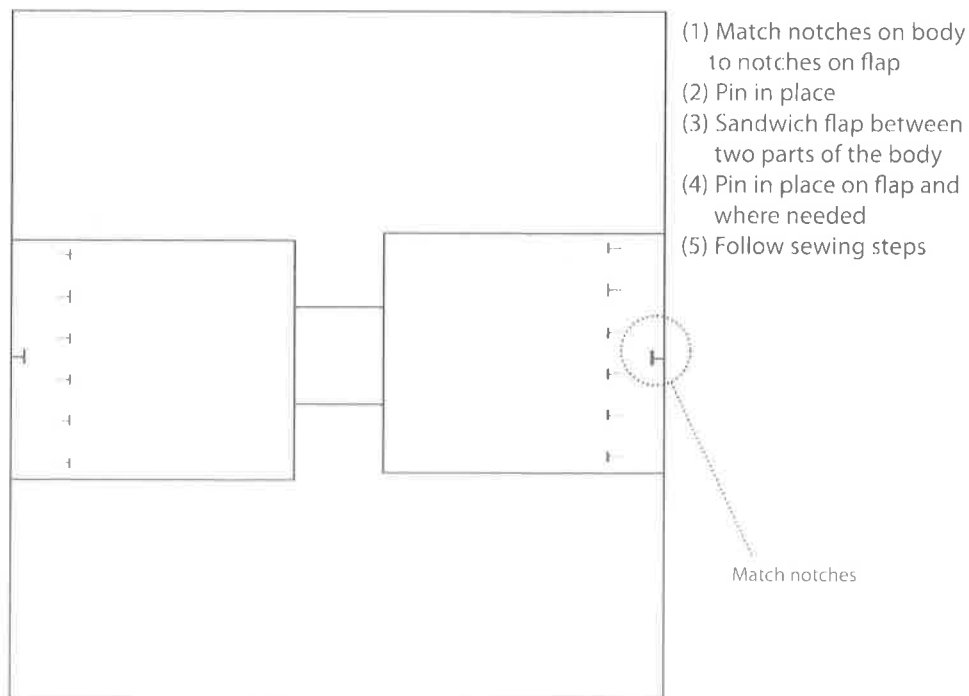 (1) Match notches on body
to notches on flap
(2) Pin in place
(3) Sandwich flap between
two parts of the body
(4) Pin in place on flap and
where needed
(5) Follow sewing steps
Match notches